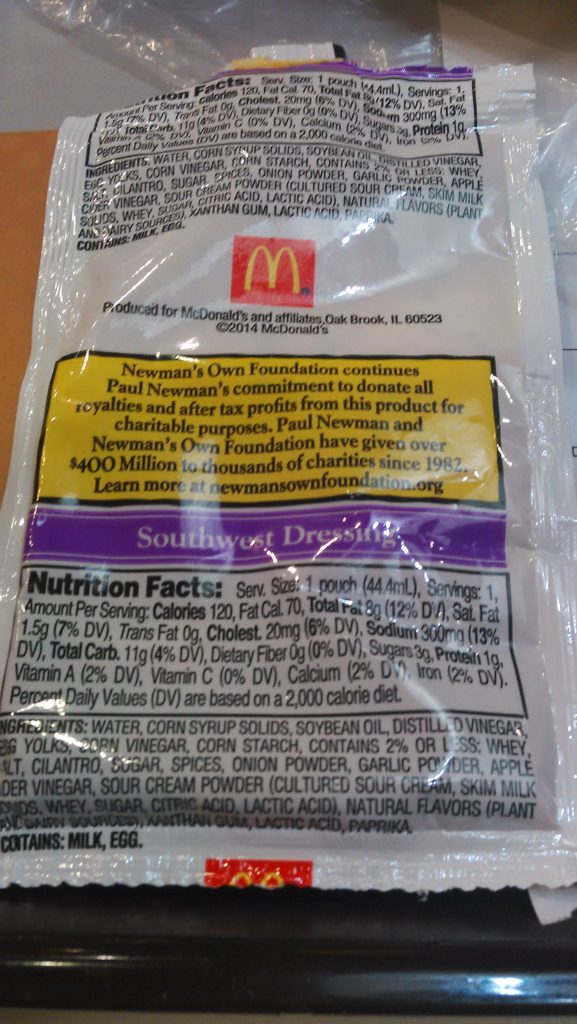 Facts: Serv. Size: 1 pouch (44.4mL), Servings: 1,
Amount Per Serving: Calories 120, Fat Cal. 70, Total Fat 8g (12% DV), Sat. Fat
1.5g (7% DV), Trans Fat 0g, Cholest. 20mg (6% DV), Sodium 300mg (13%
Total Carb. 11g (4% DV), Dietary Fiber 0g (0% DV), Sugars 3g, Protein 1g,
Vitamin A (2% DV), Vitamin C (0% DV), Calcium (2% DV), Iron (2% DV)
Percent Daily Values (DV) are based on a 2,000 calorie diet.
INGREDIENTS: WATER, CORN SYRUP SOLIDS, SOYBEAN OIL, DISTILLED VINEGAR,
EGG YOLKS, CORN VINEGAR, CORN STARCH, CONTAINS 2% OR LESS: WHEY,
SALT, CILANTRO, SUGAR, SPICES, ONION POWDER, GARLIC POWDER, APPLE
CIDER VINEGAR, SOUR CREAM POWDER (CULTURED SOUR CREAM, SKIM MILK
SOLIDS, WHEY, SUGAR, CITRIC ACID, LACTIC ACID), NATURAL FLAVORS (PLANT
AND DAIRY SOURCES), XANTHAN GUM, LACTIC ACID, PAPRIKA.
CONTAINS: MILK, EGG.
Produced for McDonald's and affiliates, Oak Brook, IL 60523
©2014 McDonald's
Newman's Own Foundation continues
Paul Newman's commitment to donate all
royalties and after tax profits from this product for
charitable purposes. Paul Newman and
Newman's Own Foundation have given over
$400 Million to thousands of charities since 1982.
Learn more at newmansownfoundation.org
Southwest Dressing
Nutrition Facts: Serv. Size: 1 pouch (44.4mL), Servings: 1,
Amount Per Serving: Calories 120, Fat Cal. 70, Total Fat 8g (12% DV), Sat. Fat
1.5g (7% DV), Trans Fat 0g, Cholest. 20mg (6% DV), Sodium 300mg (13%
DV), Total Carb. 11g (4% DV), Dietary Fiber 0g (0% DV), Sugars 3g, Protein 1g,
Vitamin A (2% DV), Vitamin C (0% DV), Calcium (2% DV), Iron (2% DV).
Percent Daily Values (DV) are based on a 2,000 calorie diet.
NGREDIENTS: WATER, CORN SYRUP SOLIDS, SOYBEAN OIL, DISTILLED VINEGAR,
GG YOLKS, CORN VINEGAR, CORN STARCH, CONTAINS 2% OR LESS: WHEY,
ALT, CILANTRO, SUGAR, SPICES, ONION POWDER, GARLIC POWDER, APPLE
DER VINEGAR, SOUR CREAM POWDER (CULTURED SOUR CREAM, SKIM MILK
WHEY, SUGAR, CITRIC ACID, LACTIC ACID), NATURAL FLAVORS (PLANT
AND DAIRY SOURCES), XANTHAN GUM, LACTIC ACID, PAPRIKA.
CONTAINS: MILK, EGG.